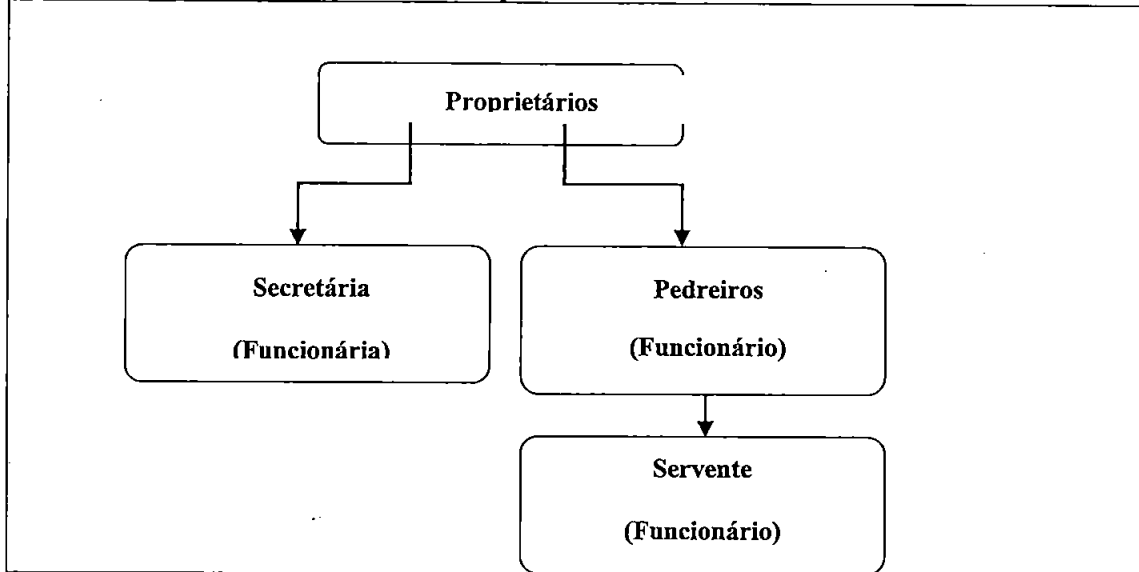 Proprietários
Secretária
(Funcionária)
Pedreiros
(Funcionário)
Servente
(Funcionário)